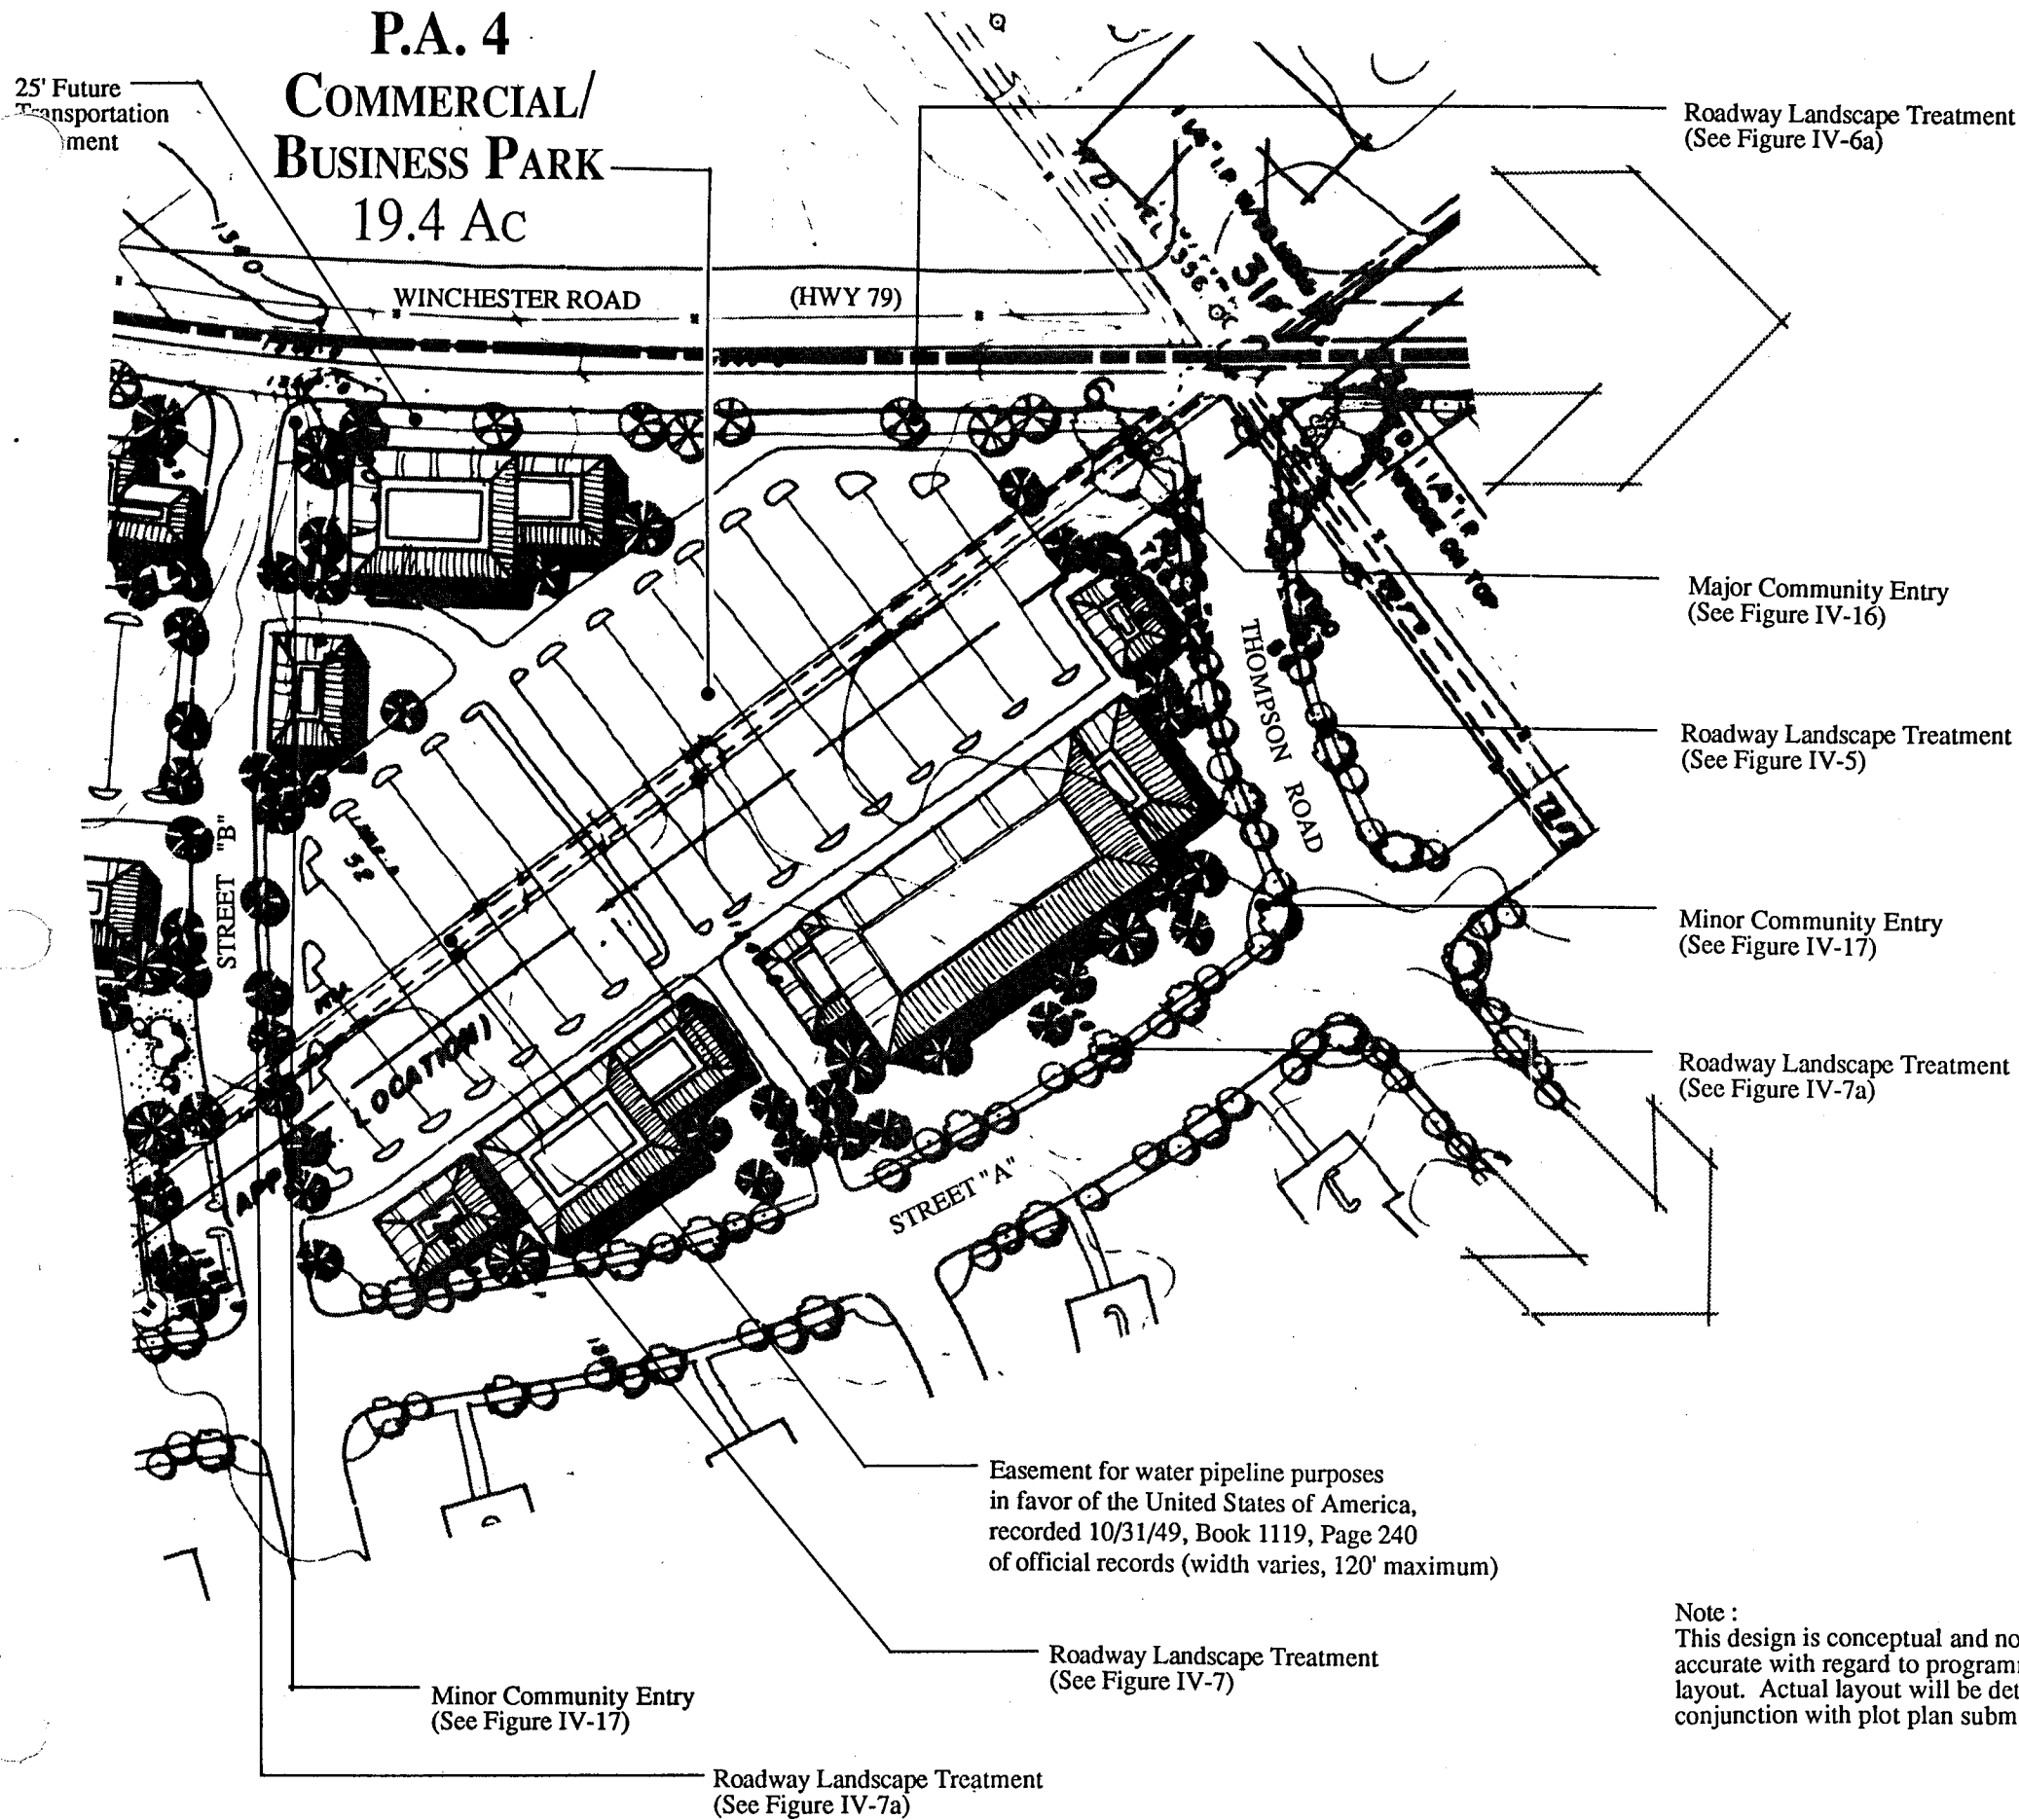 P.A. 4
COMMERCIAL/
BUSINESS PARK
19.4 AC
25' Future
Transportation
ment
Roadway Landscape Treatment
(See Figure IV-6a)
WINCHESTER ROAD (HWY 79)
Major Community Entry
(See Figure IV-16)
THOMPSON ROAD
Roadway Landscape Treatment
(See Figure IV-5)
STREET "B"
Minor Community Entry
(See Figure IV-17)
Roadway Landscape Treatment
(See Figure IV-7a)
LOCATION)
APP
STREET "A"
Easement for water pipeline purposes
in favor of the United States of America,
recorded 10/31/49, Book 1119, Page 240
of official records (width varies, 120' maximum)
Roadway Landscape Treatment
(See Figure IV-7)
Minor Community Entry
(See Figure IV-17)
Roadway Landscape Treatment
(See Figure IV-7a)
Note :
This design is conceptual and no
accurate with regard to program
layout. Actual layout will be det
conjunction with plot plan subm